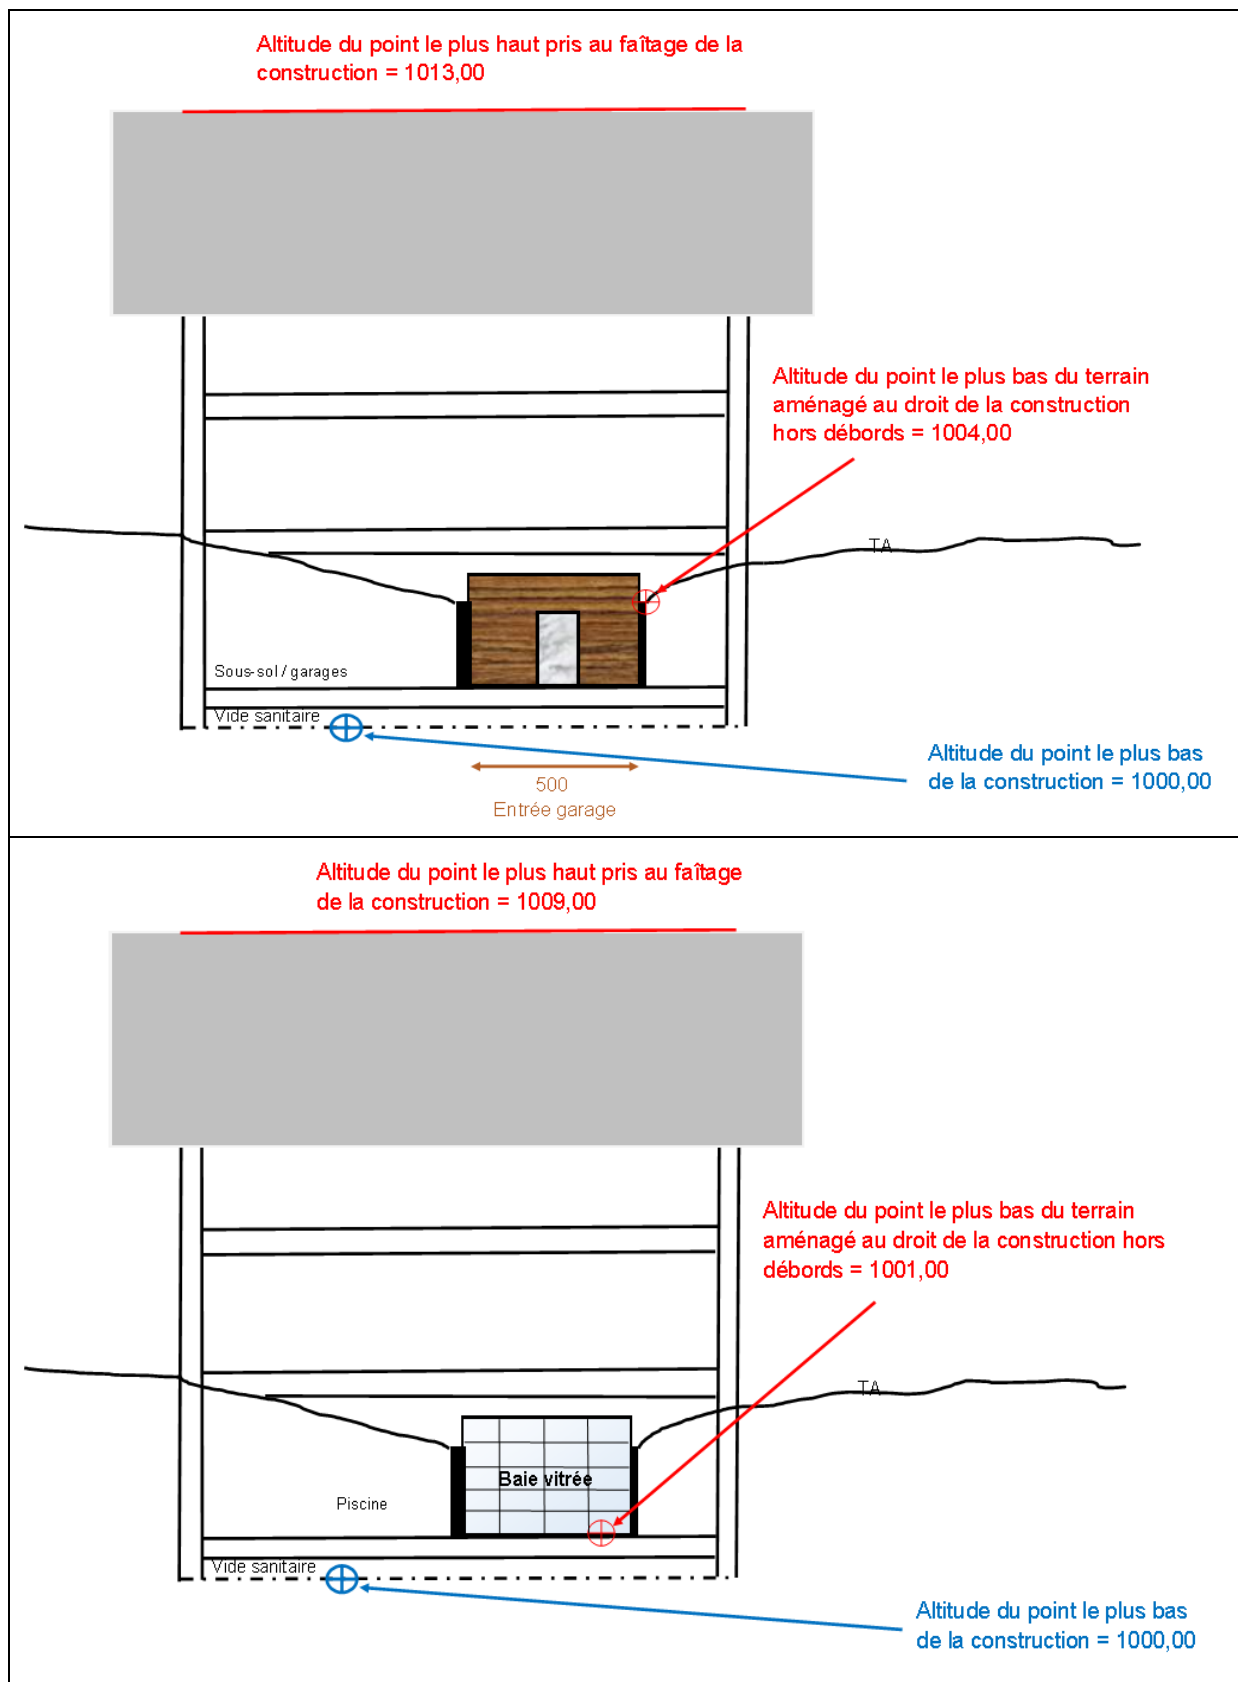 Altitude du point le plus haut pris au faîtage de la
construction = 1013,00
Altitude du point le plus bas du terrain
aménagé au droit de la construction
hors débords = 1004,00
TA
Sous-sol / garages
Vide sanitaire
Altitude du point le plus bas
de la construction = 1000,00
500
Entrée garage
Altitude du point le plus haut pris au faîtage
de la construction = 1009,00
Altitude du point le plus bas du terrain
aménagé au droit de la construction hors
débords = 1001,00
TA
Baie vitrée
Piscine
Vide sanitaire
Altitude du point le plus bas
de la construction = 1000,00